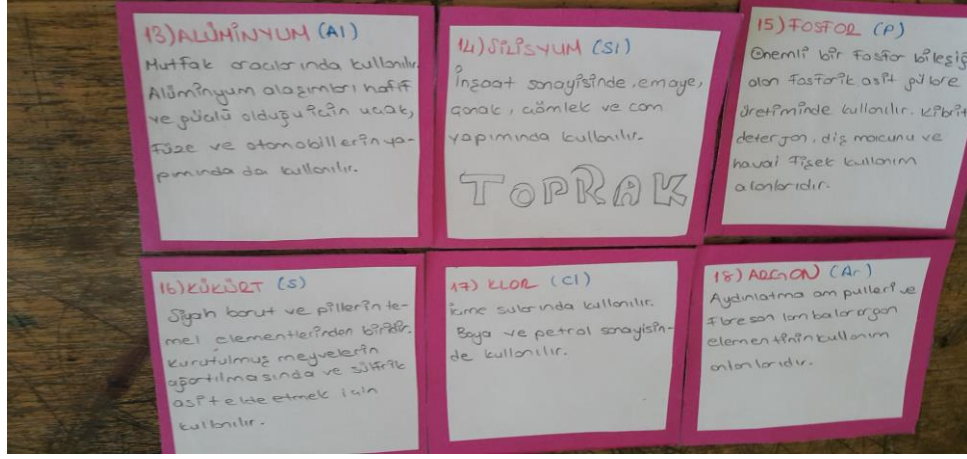 13) ALÜMİNYUM (Al)
Mutfak aracılarında kullanılır.
Alüminyum alaşımları hafif
ve güçlü olduğu için uçak,
füze ve otomobillerin ya-
pımında da kullanılır.
14) SİLİSYUM (Si)
İnşaat sanayisinde, emaye,
çanak, çömlek ve cam
yapımında kullanılır.
TOPRAK
15) FOSFOR (P)
Önemli bir fosfor bileşiği
olan fosforik asit gübre
üretiminde kullanılır. Kibrit
deterjan, diş macunu ve
havai fişek kullanım
alanlarıdır.
16) KÜKÜRT (S)
Siyah barut ve pillerin te-
mel elementlerinden biridir.
Kurutulmuş meyvelerin
ağartılmasında ve sülfirik
asit elde etmek için
kullanılır.
17) KLOR (Cl)
İçme sularında kullanılır.
Boya ve petrol sanayisin-
de kullanılır.
18) ARGON (Ar)
Aydınlatma ampulleri ve
floresan lambalar argon
elementinin kullanım
alanlarıdır.